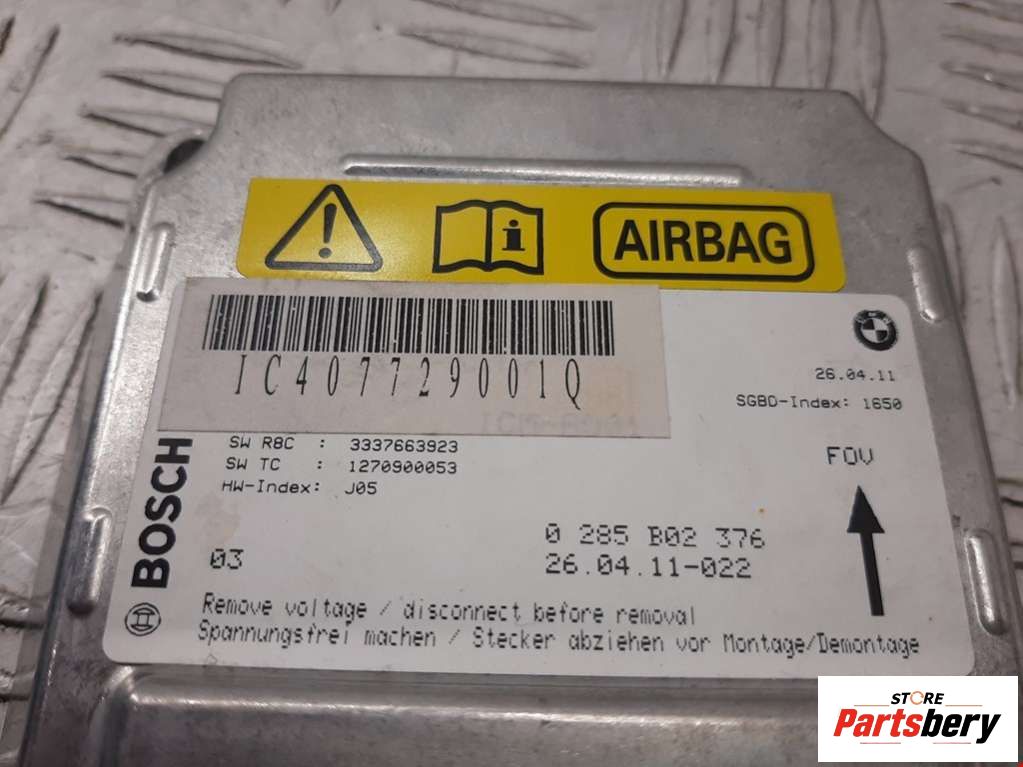 AIRBAG
IC407729001Q
26.04.11
SGBD-Index: 1650
SW R&C : 3337663923
SW TC : 1270900053
HW-Index: J05
FOV
BOSCH
0 285 B02 376
03
26.04.11-022
Remove voltage / disconnect before removal
Spannungsfrei machen / Stecker abziehen vor Montage/Demontage
STORE
Partsbery